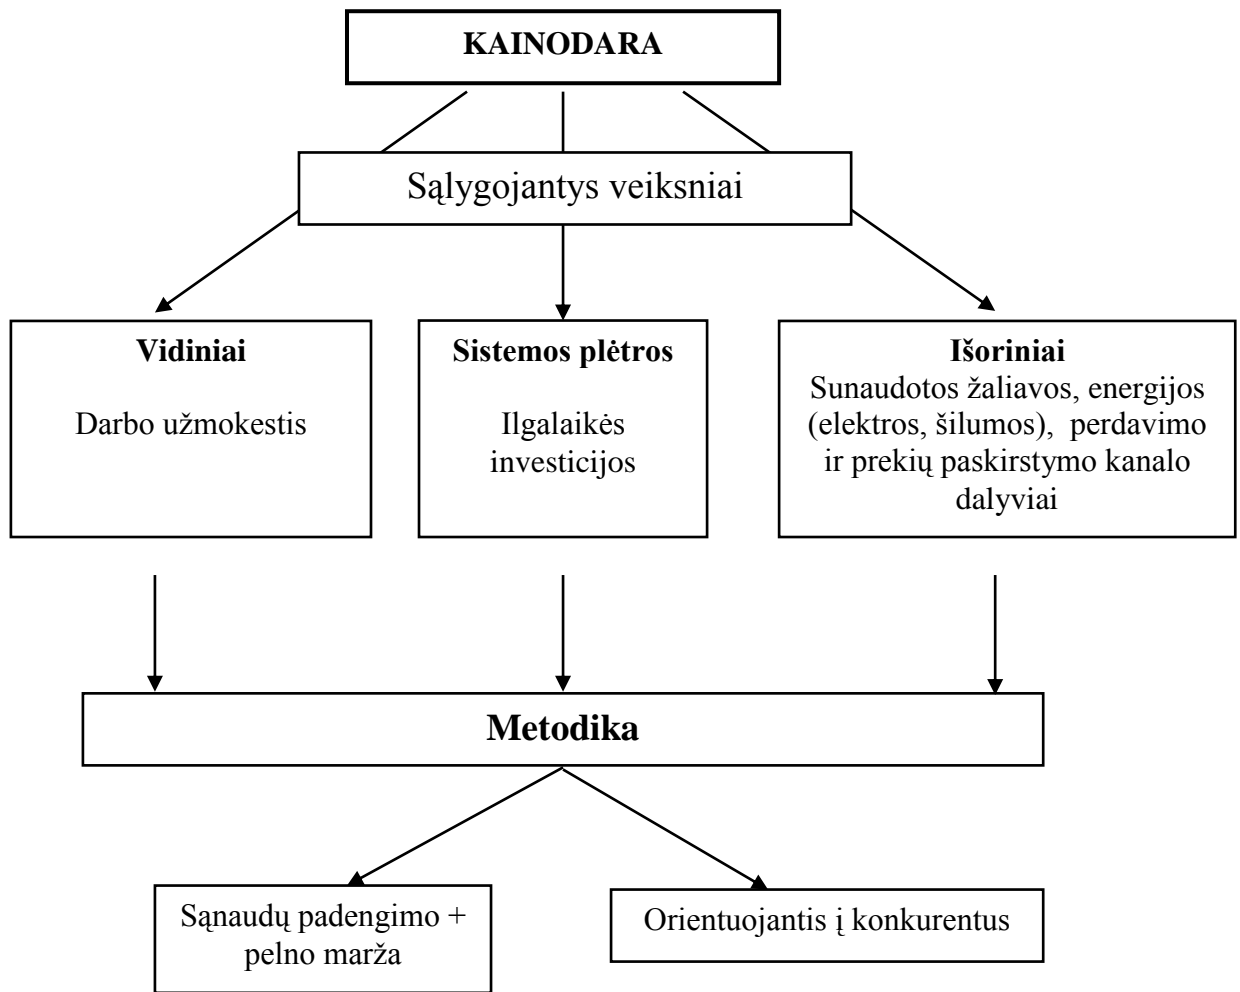 KAINODARA
Sąlygojantys veiksniai
Vidiniai
Darbo užmokestis
Sistemos plėtros
Ilgalaikės
investicijos
Išoriniai
Sunaudotos žaliavos, energijos
(elektros, šilumos), perdavimo
ir prekių paskirstymo kanalo
dalyviai
Metodika
Sąnaudų padengimo +
pelno marža
Orientuojantis į konkurentus